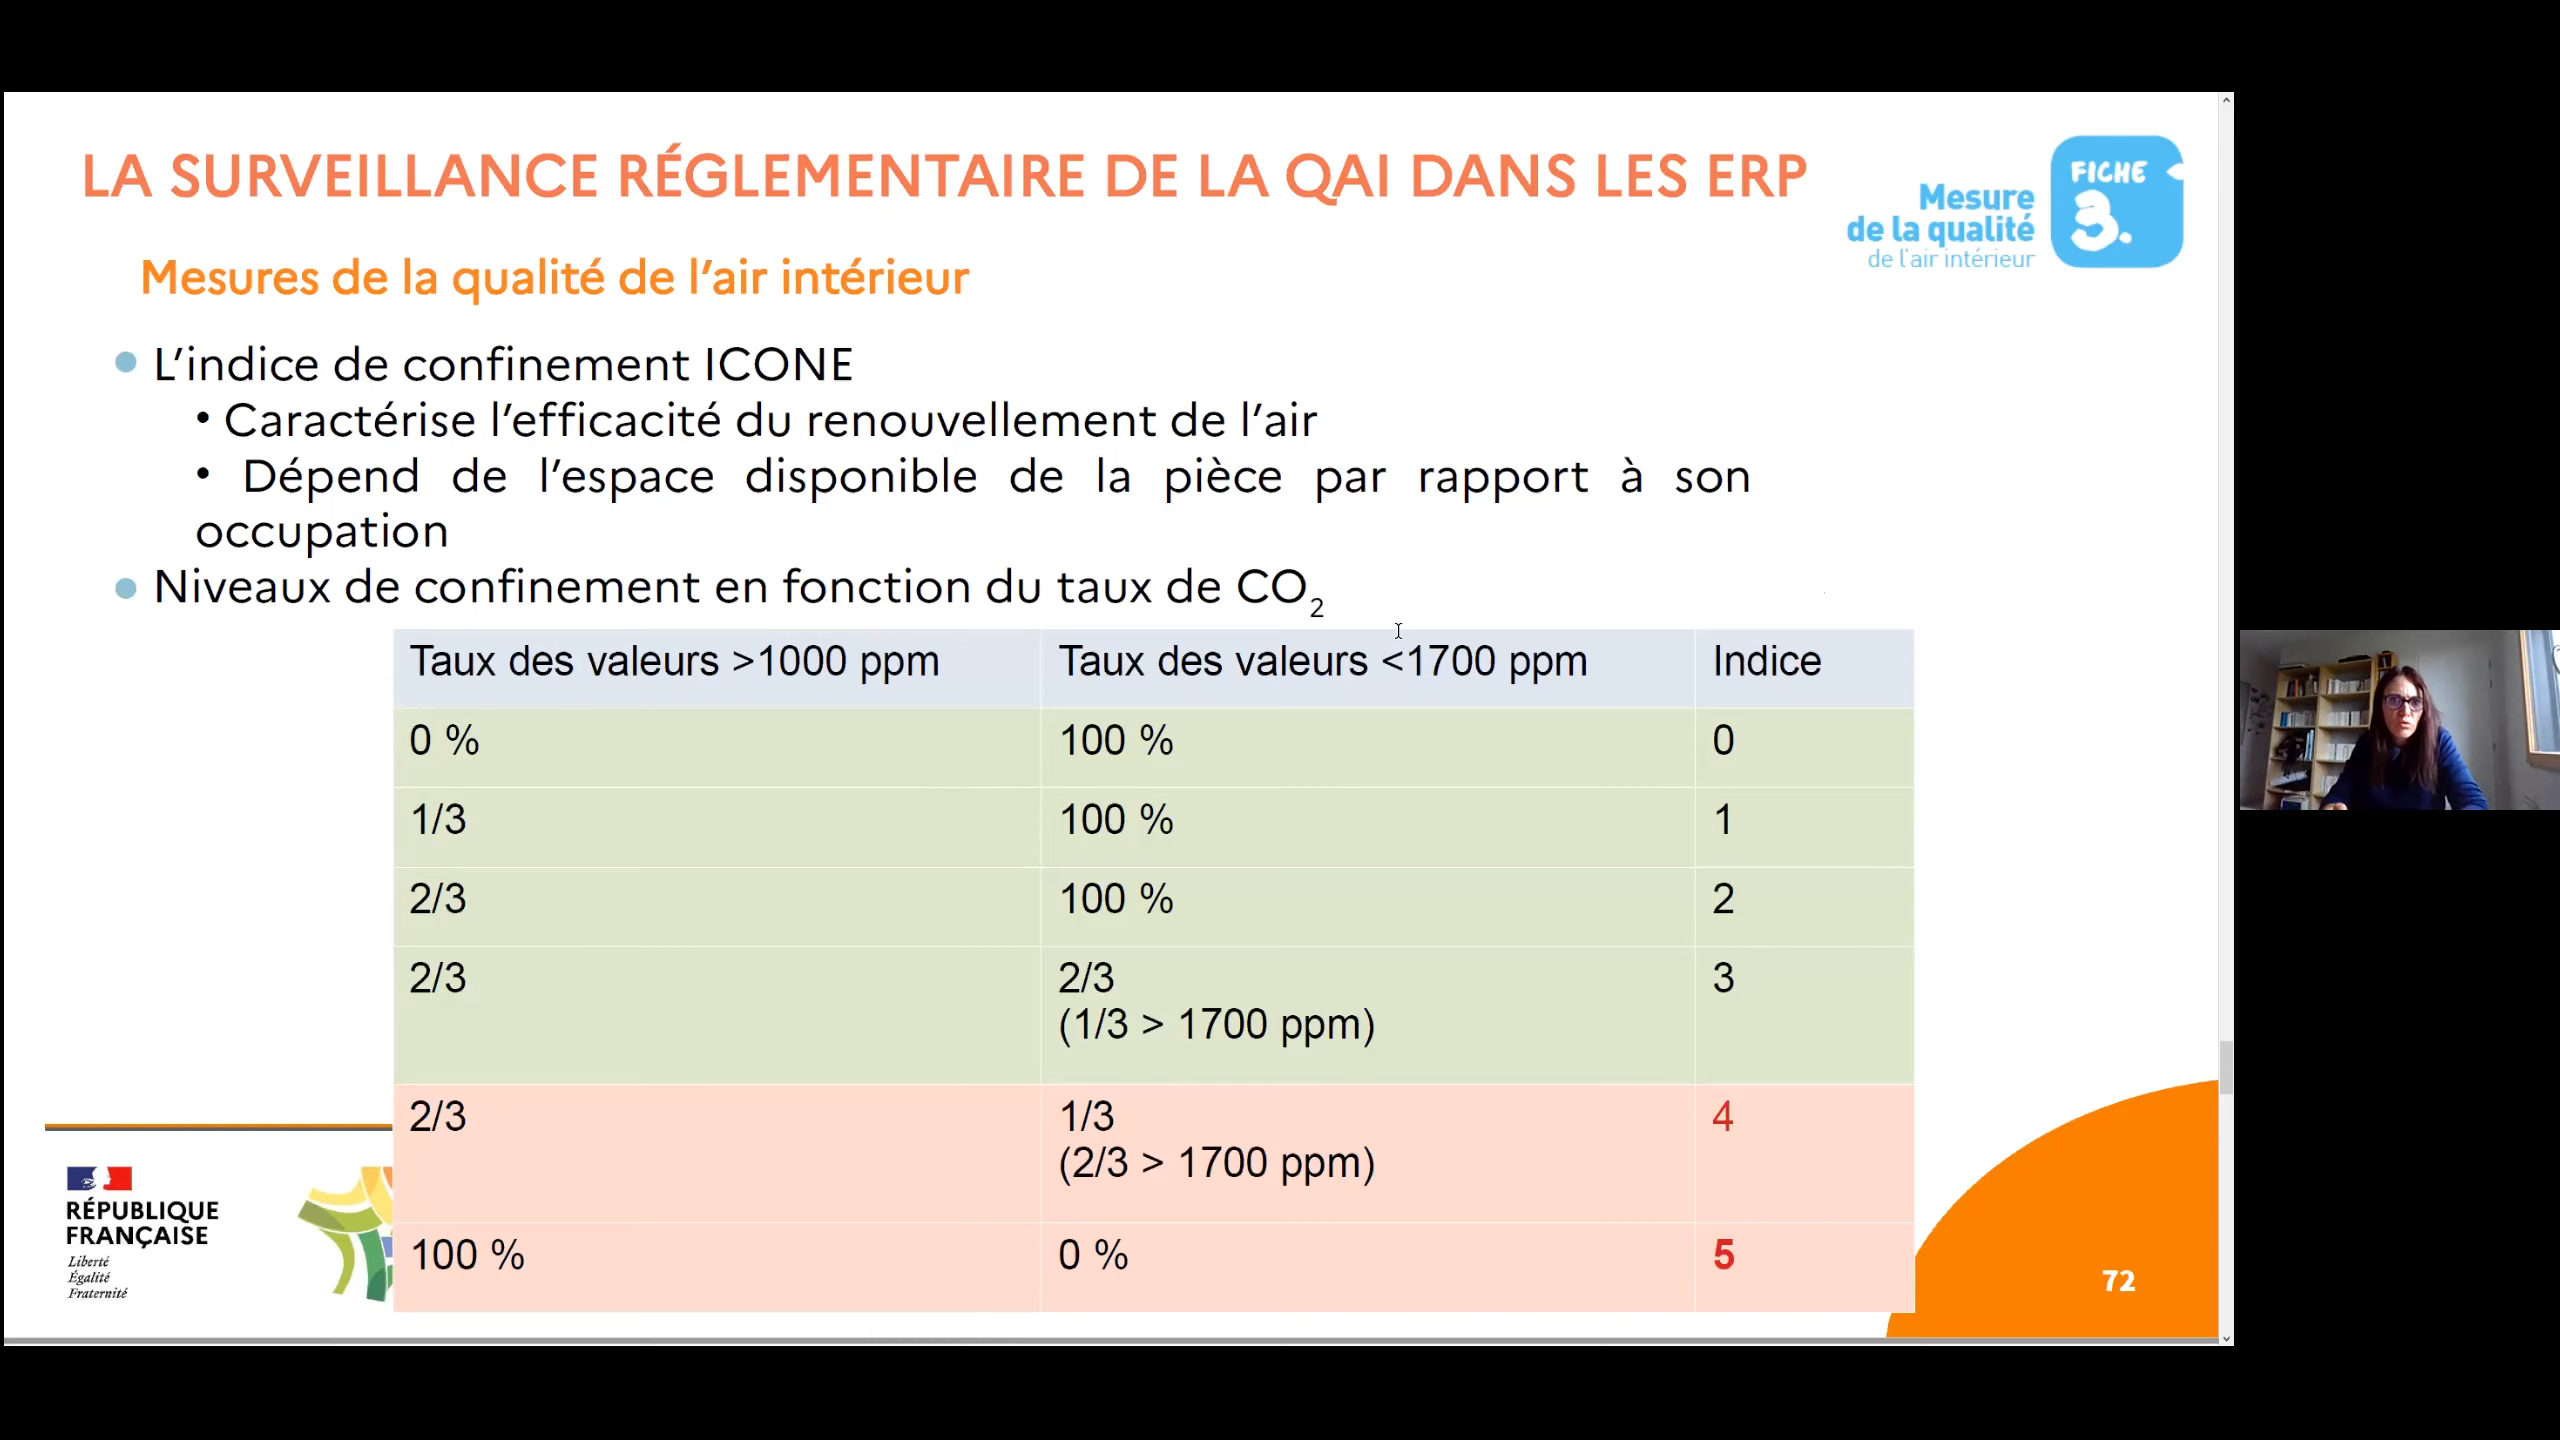 LA SURVEILLANCE RÉGLEMENTAIRE DE LA QAI DANS LES ERP
Mesure
de la qualité
de l'air intérieur
FICHE
3.
Mesures de la qualité de l'air intérieur
L'indice de confinement ICONE
• Caractérise l'efficacité du renouvellement de l'air
• Dépend de l'espace disponible de la pièce par rapport à son
occupation
Niveaux de confinement en fonction du taux de CO₂
Taux des valeurs >1000 ppm Taux des valeurs <1700 ppm Indice
0 % 100 % 0
1/3 100 % 1
2/3 100 % 2
2/3 2/3 3
(1/3 > 1700 ppm)
2/3 1/3 4
(2/3 > 1700 ppm)
100 % 0 % 5
RÉPUBLIQUE
FRANÇAISE
Liberté
Égalité
Fraternité
72